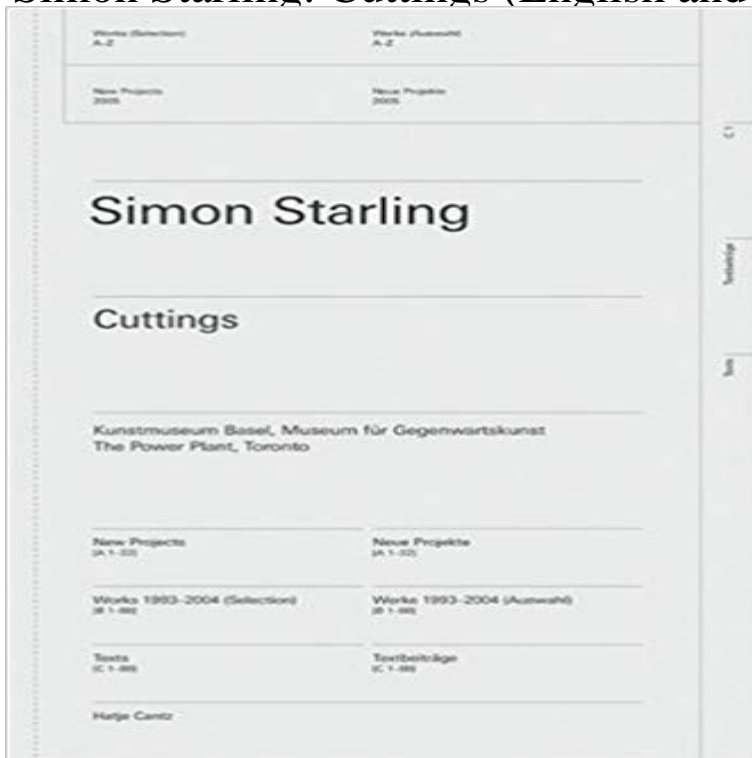 Simon Starling: Cuttings (English and
Works (Selection)
A–Z
Werke (Auswahl)
A–Z
New Projects
2005
Neue Projekte
2005
Simon Starling
Cuttings
Kunstmuseum Basel, Museum für Gegenwartskunst
The Power Plant, Toronto
New Projects
Neue Projekte
Works 1993–2004 (Selection)
Werke 1993–2004 (Auswahl)
Texts
Textbeiträge
Hatje Cantz
Textbeiträge
Texts